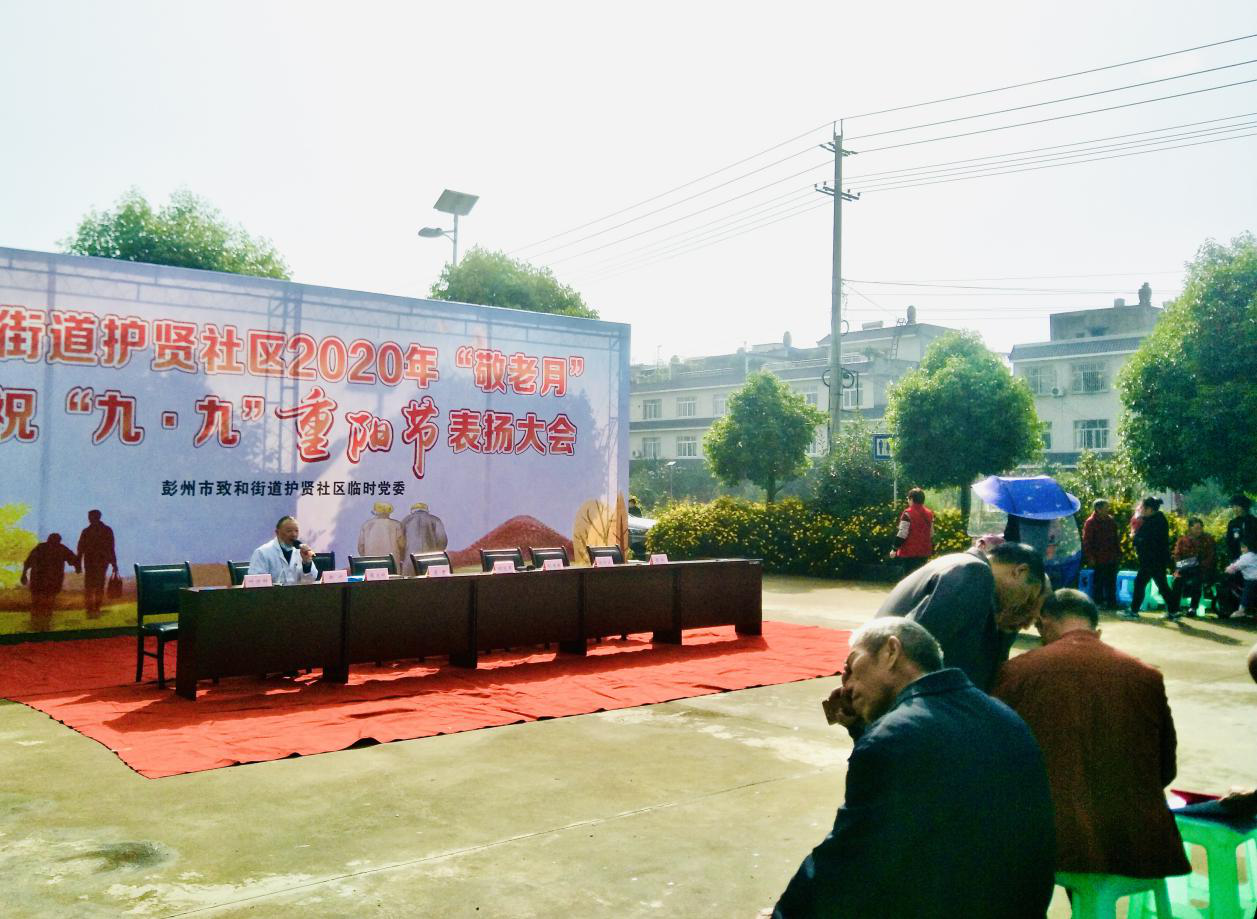 街道护贤社区2020年“敬老月”
祝“九·九”重阳节表扬大会
彭州市致和街道护贤社区临时党委